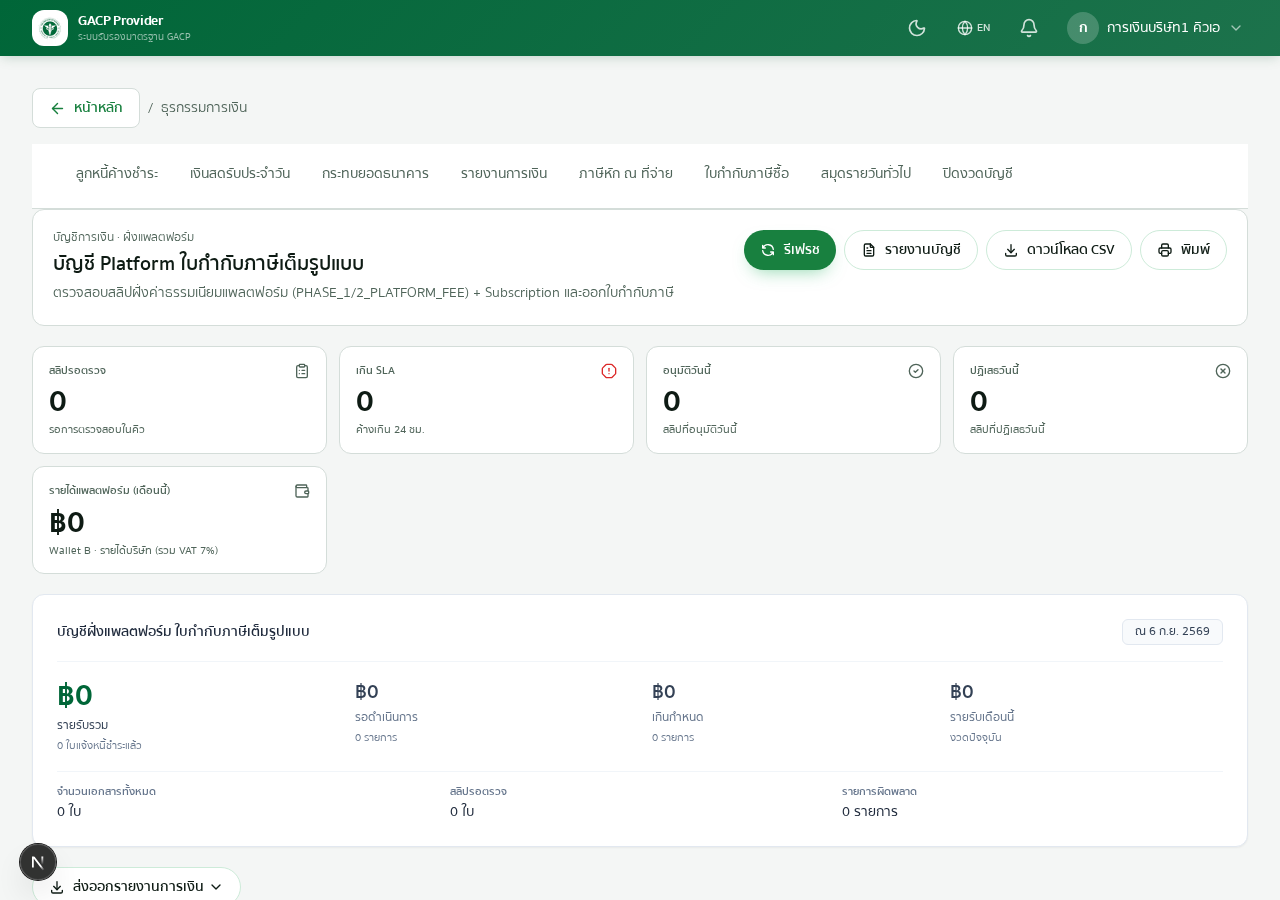 GACP Provider
ระบบรับรองมาตรฐาน GACP
EN
ก
การเงินบริษัท1 คิวเอ
หน้าหลัก / ธุรกรรมการเงิน
ลูกหนี้ค้างชำระ เงินสดรับประจำวัน กระทบยอดธนาคาร รายงานการเงิน ภาษีหัก ณ ที่จ่าย ใบกำกับภาษีซื้อ สมุดรายวันทั่วไป ปิดงวดบัญชี
บัญชีการเงิน · ฝั่งแพลตฟอร์ม
บัญชี Platform ใบกำกับภาษีเต็มรูปแบบ
ตรวจสอบสลิปฝั่งค่าธรรมเนียมแพลตฟอร์ม (PHASE_1/2_PLATFORM_FEE) + Subscription และออกใบกำกับภาษี
รีเฟรช รายงานบัญชี ดาวน์โหลด CSV พิมพ์
สลิปรอตรวจ
0
รอการตรวจสอบในคิว
เกิน SLA
0
ค้างเกิน 24 ชม.
อนุมัติวันนี้
0
สลิปที่อนุมัติวันนี้
ปฏิเสธวันนี้
0
สลิปที่ปฏิเสธวันนี้
รายได้แพลตฟอร์ม (เดือนนี้)
฿0
Wallet B · รายได้บริษัท (รวม VAT 7%)
บัญชีฝั่งแพลตฟอร์ม ใบกำกับภาษีเต็มรูปแบบ
ณ 6 ก.ย. 2569
฿0
รายรับรวม
0 ใบแจ้งหนี้ชำระแล้ว
฿0
รอดำเนินการ
0 รายการ
฿0
เกินกำหนด
0 รายการ
฿0
รายรับเดือนนี้
งวดปัจจุบัน
จำนวนเอกสารทั้งหมด
0 ใบ
สลิปรอตรวจ
0 ใบ
รายการผิดพลาด
0 รายการ
N
ส่งออกรายงานการเงิน